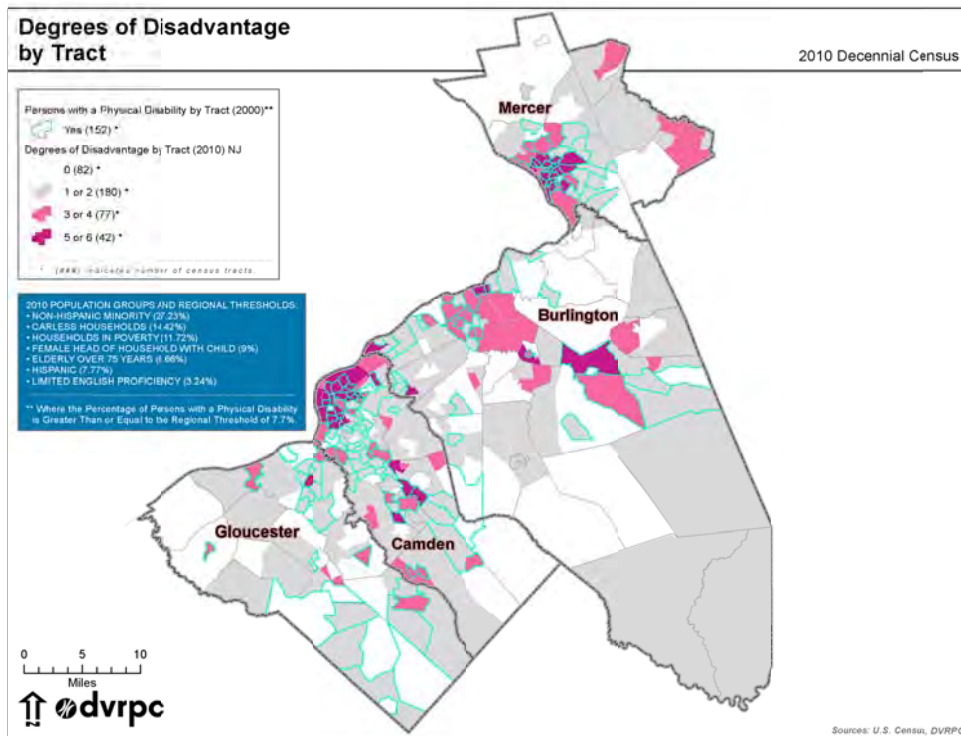 Degrees of Disadvantage
by Tract
2010 Decennial Census
Persons with a Physical Disability by Tract (2000)**
Yes (152) *
Degrees of Disadvantage by Tract (2010) NJ
0 (82) *
1 or 2 (180) *
3 or 4 (77)*
5 or 6 (42) *
* (###) indicates number of census tracts.
2010 POPULATION GROUPS AND REGIONAL THRESHOLDS:
• NON-HISPANIC MINORITY (27.23%)
• CARLESS HOUSEHOLDS (14.42%)
• HOUSEHOLDS IN POVERTY (11.72%)
• FEMALE HEAD OF HOUSEHOLD WITH CHILD (9%)
• ELDERLY OVER 75 YEARS (6.66%)
• HISPANIC (7.77%)
• LIMITED ENGLISH PROFICIENCY (3.24%)
** Where the Percentage of Persons with a Physical Disability
is Greater Than or Equal to the Regional Threshold of 7.7%.
Mercer
Burlington
Gloucester
Camden
0 5 10
Miles
N
dvrpc
Sources: U.S. Census, DVRPC